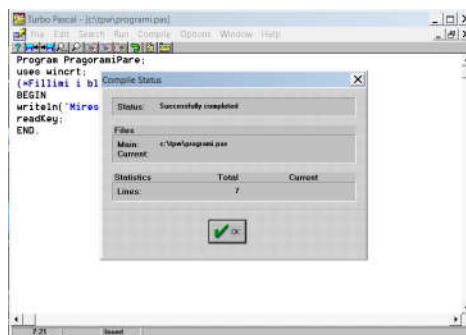 Turbo Pascal - [c:\tpw\programi.pas]
File Edit Search Run Compile Options Window Help
Program PragoramiPare;
uses wincrt;
(*Fillimi i bl
BEGIN
writeln('Mires
readKey;
END.
Compile Status
Status: Successfully completed
Files
Main: c:\tpw\programi.pas
Current:
Statistics Total Current
Lines: 7
OK
7:21 Insert